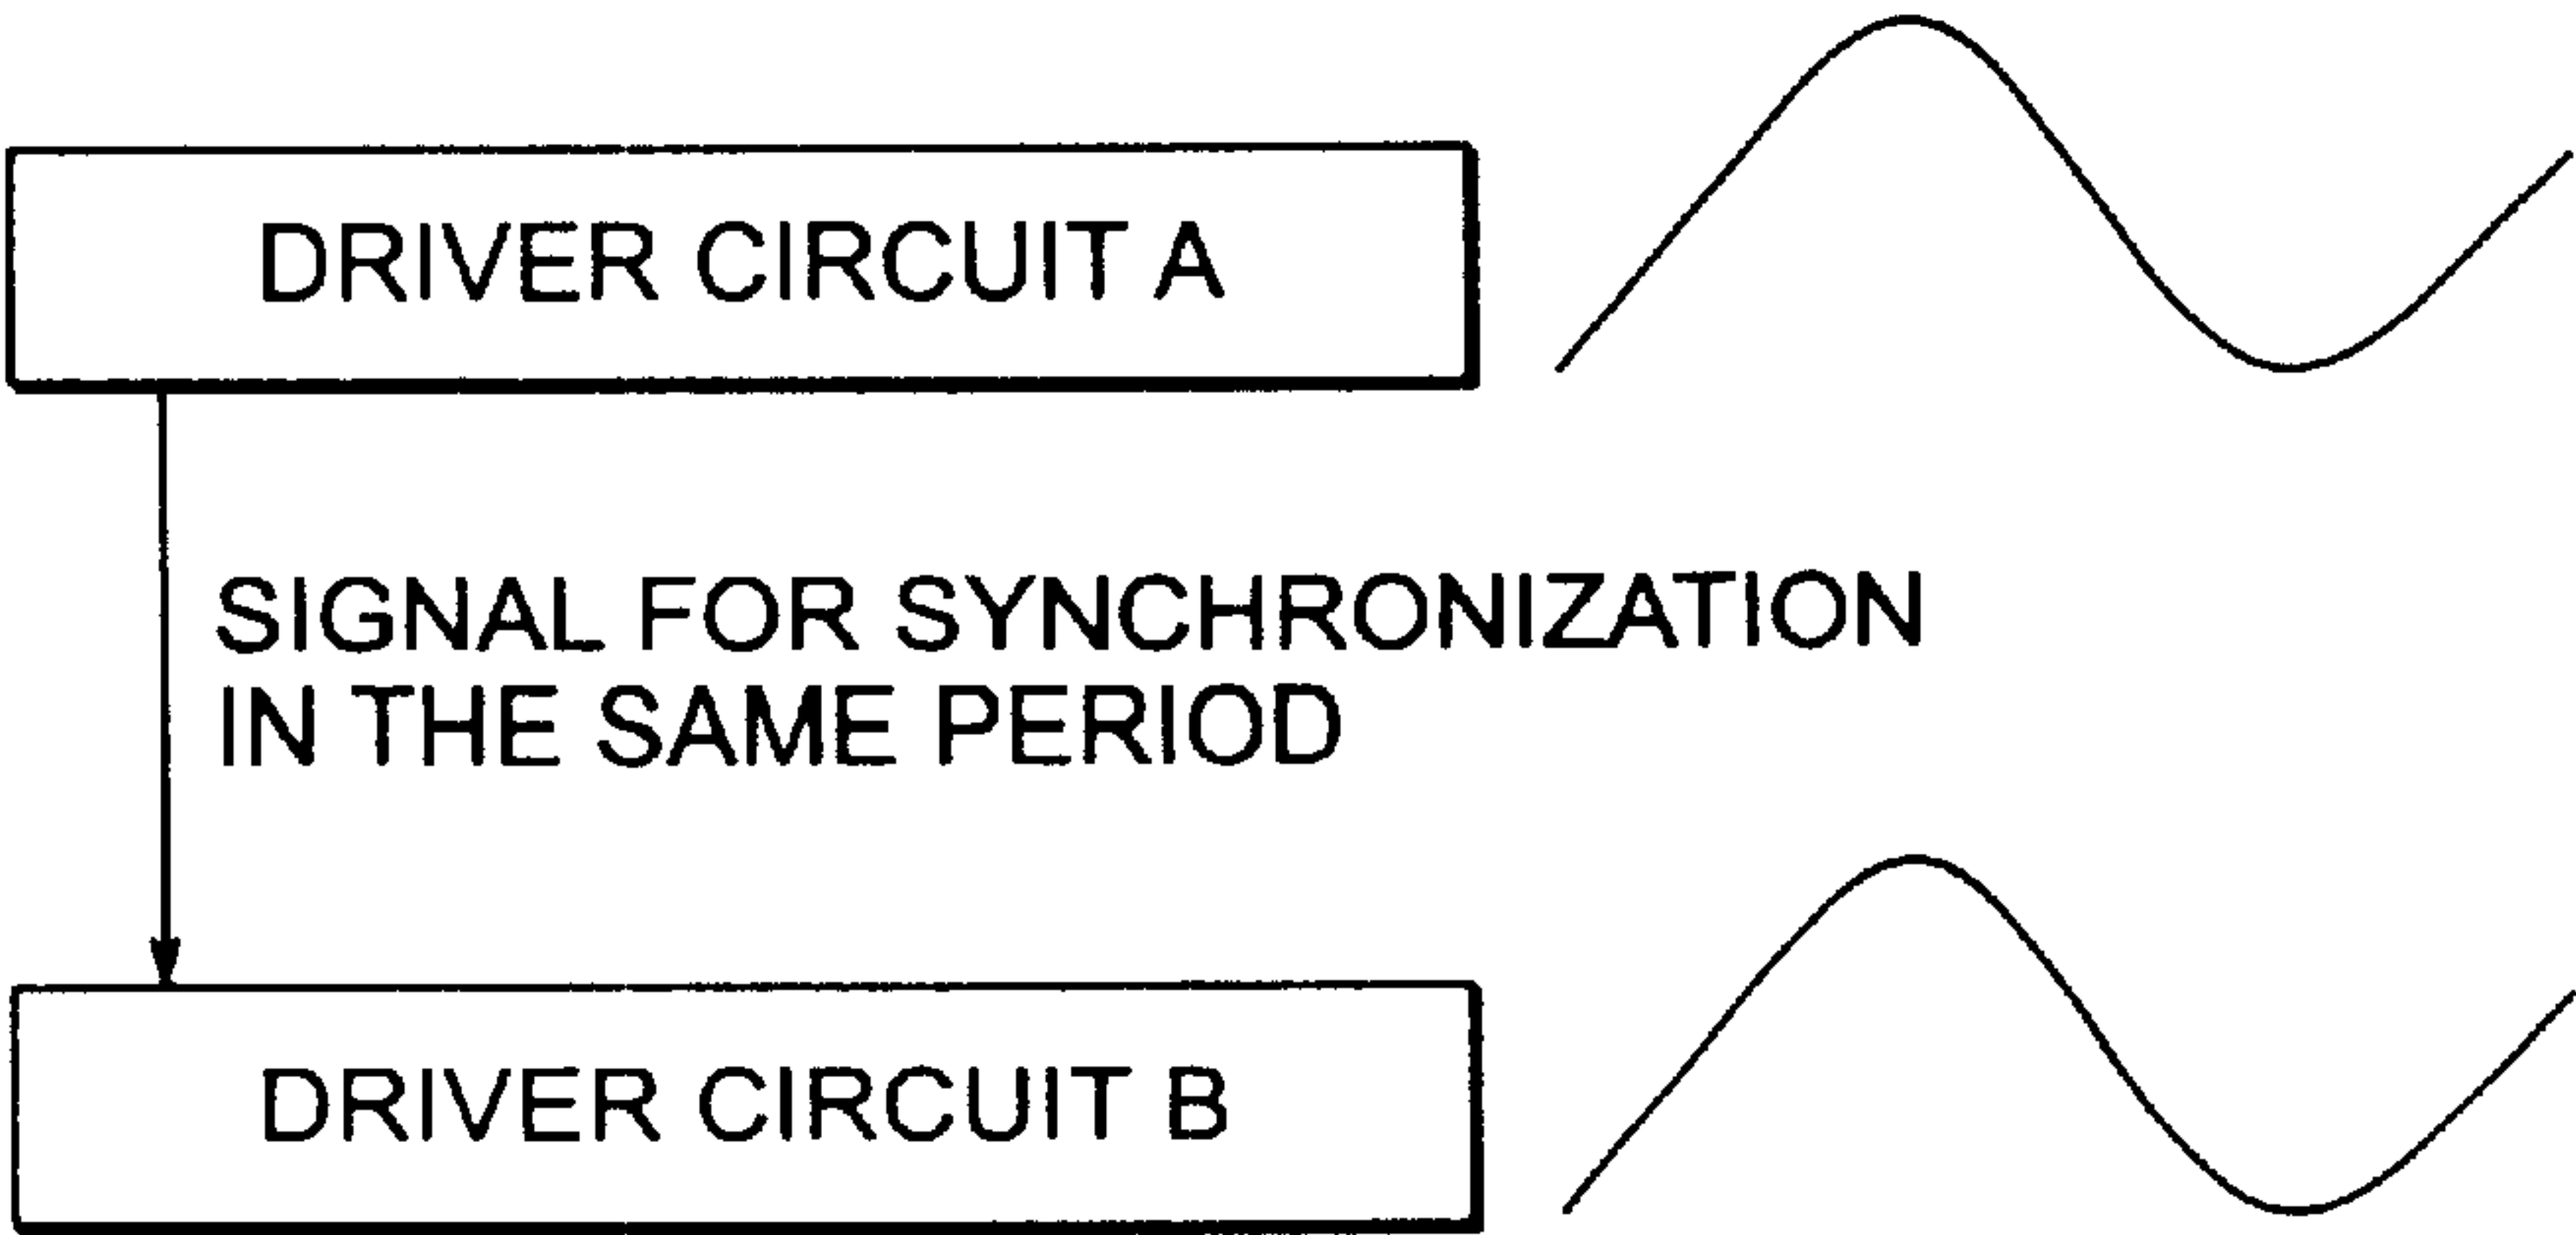 DRIVER CIRCUIT A
SIGNAL FOR SYNCHRONIZATION
IN THE SAME PERIOD
DRIVER CIRCUIT B